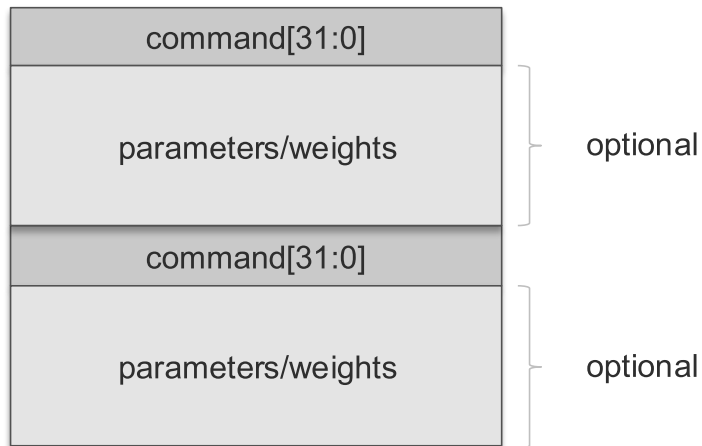 command[31:0]
parameters/weights
optional
command[31:0]
parameters/weights
optional